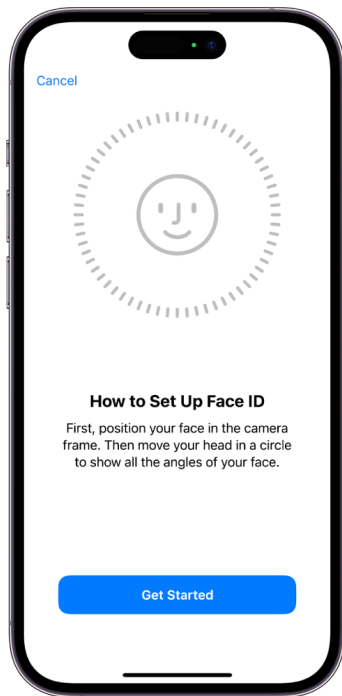 Cancel
How to Set Up Face ID
First, position your face in the camera
frame. Then move your head in a circle
to show all the angles of your face.
Get Started